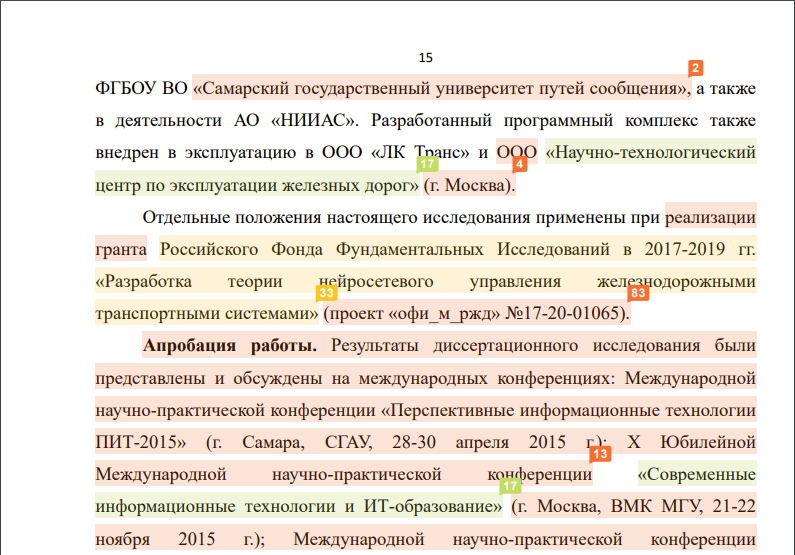 15
2
ФГБОУ ВО «Самарский государственный университет путей сообщения», а также
в деятельности АО «НИИАС». Разработанный программный комплекс также
внедрен в эксплуатацию в ООО «ЛК Транс» и ООО «Научно-технологический
17 4
центр по эксплуатации железных дорог» (г. Москва).
Отдельные положения настоящего исследования применены при реализации
гранта Российского Фонда Фундаментальных Исследований в 2017-2019 гг.
«Разработка теории нейросетевого управления железнодорожными
33 83
транспортными системами» (проект «офи_м_ржд» №17-20-01065).
Апробация работы. Результаты диссертационного исследования были
представлены и обсуждены на международных конференциях: Международной
научно-практической конференции «Перспективные информационные технологии
ПИТ-2015» (г. Самара, СГАУ, 28-30 апреля 2015 г.); X Юбилейной
13
Международной научно-практической конференции «Современные
17
информационные технологии и ИТ-образование» (г. Москва, ВМК МГУ, 21-22
ноября 2015 г.); Международной научно-практической конференции